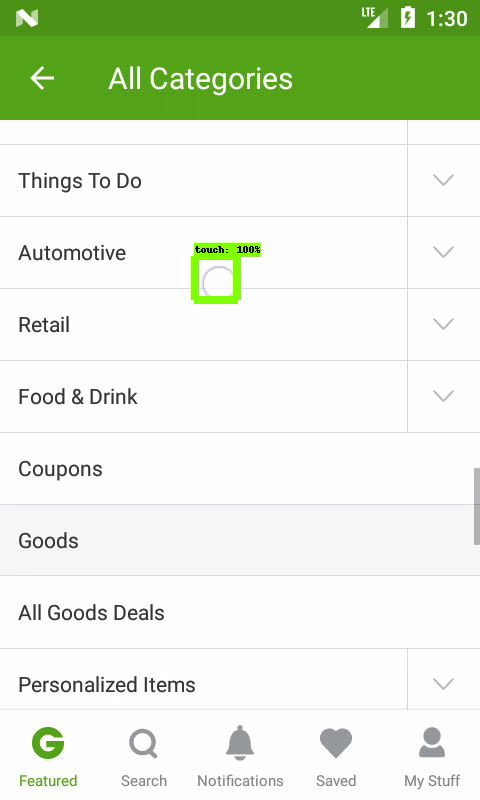 LTE 1:30
All Categories
Things To Do
touch: 100%
Automotive
Retail
Food & Drink
Coupons
Goods
All Goods Deals
Personalized Items
Featured Search Notifications Saved My Stuff